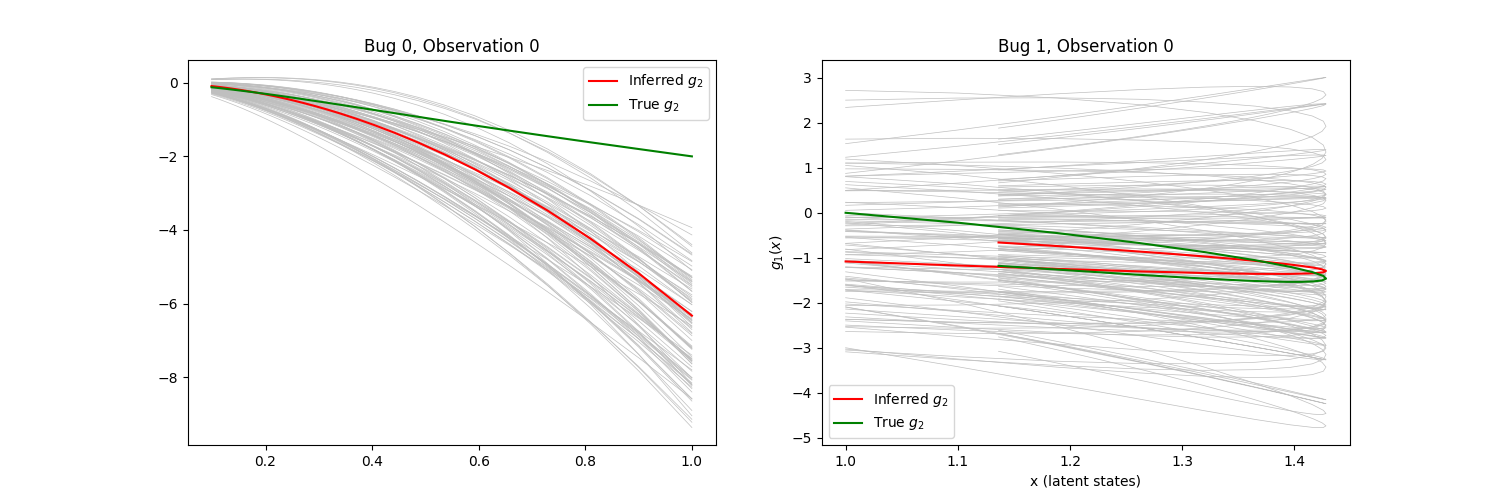 Bug 0, Observation 0
Inferred g₂
True g₂
0
−2
−4
−6
−8
0.2 0.4 0.6 0.8 1.0
Bug 1, Observation 0
g₁(x)
3
2
1
0
−1
−2
−3
−4
−5
Inferred g₂
True g₂
1.0 1.1 1.2 1.3 1.4
x (latent states)